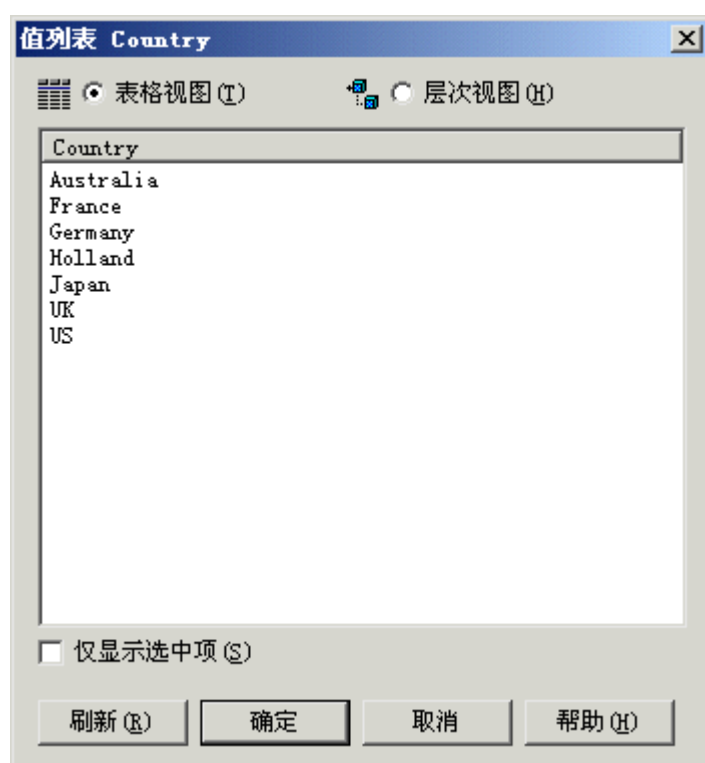 值列表 Country
表格视图(T) 层次视图(H)
Country
Australia
France
Germany
Holland
Japan
UK
US
仅显示选中项(S)
刷新(R) 确定 取消 帮助(H)